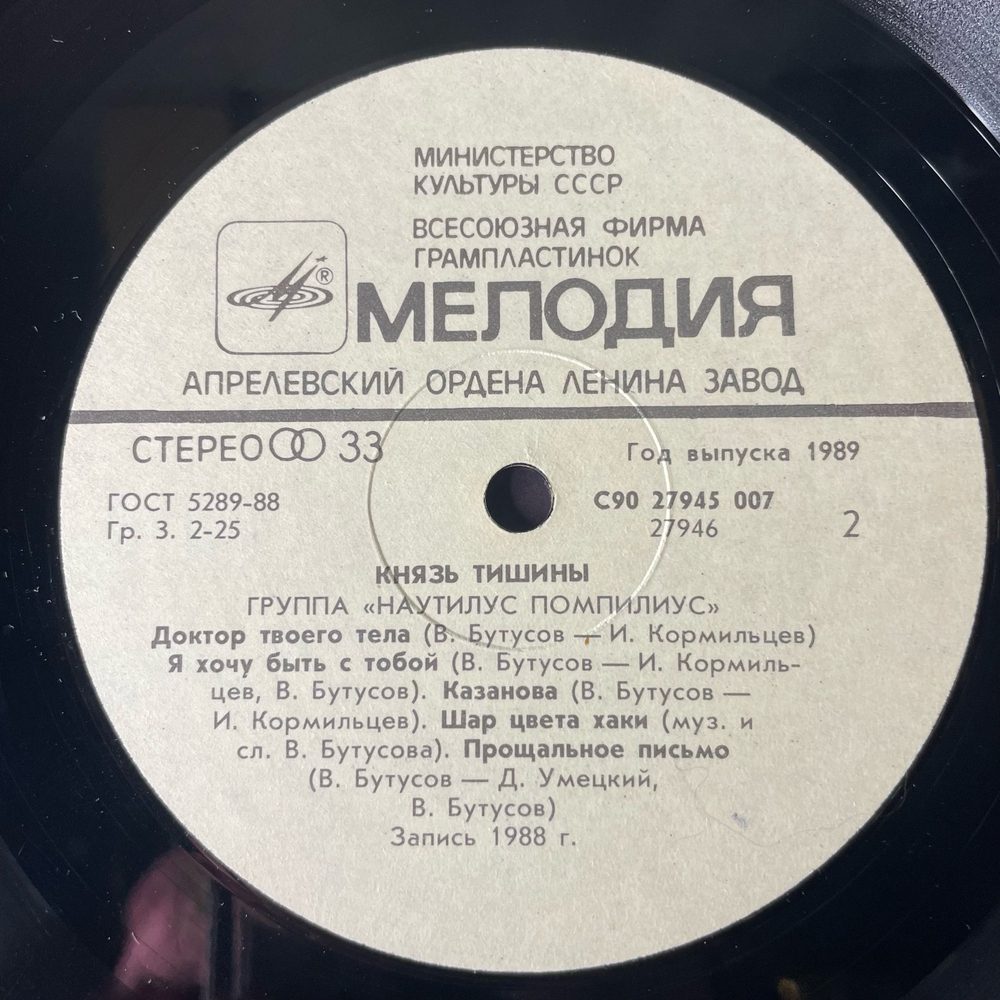 МИНИСТЕРСТВО
КУЛЬТУРЫ СССР
ВСЕСОЮЗНАЯ ФИРМА
ГРАМПЛАСТИНОК
®
МЕЛОДИЯ
АПРЕЛЕВСКИЙ ОРДЕНА ЛЕНИНА ЗАВОД
СТЕРЕО 33
Год выпуска 1989
ГОСТ 5289-88
С90 27945 007
Гр. 3. 2-25
27946
2
КНЯЗЬ ТИШИНЫ
ГРУППА «НАУТИЛУС ПОМПИЛИУС»
Доктор твоего тела (В. Бутусов — И. Кормильцев)
Я хочу быть с тобой (В. Бутусов — И. Кормиль-
цев, В. Бутусов). Казанова (В. Бутусов —
И. Кормильцев). Шар цвета хаки (муз. и
сл. В. Бутусова). Прощальное письмо
(В. Бутусов — Д. Умецкий,
В. Бутусов)
Запись 1988 г.